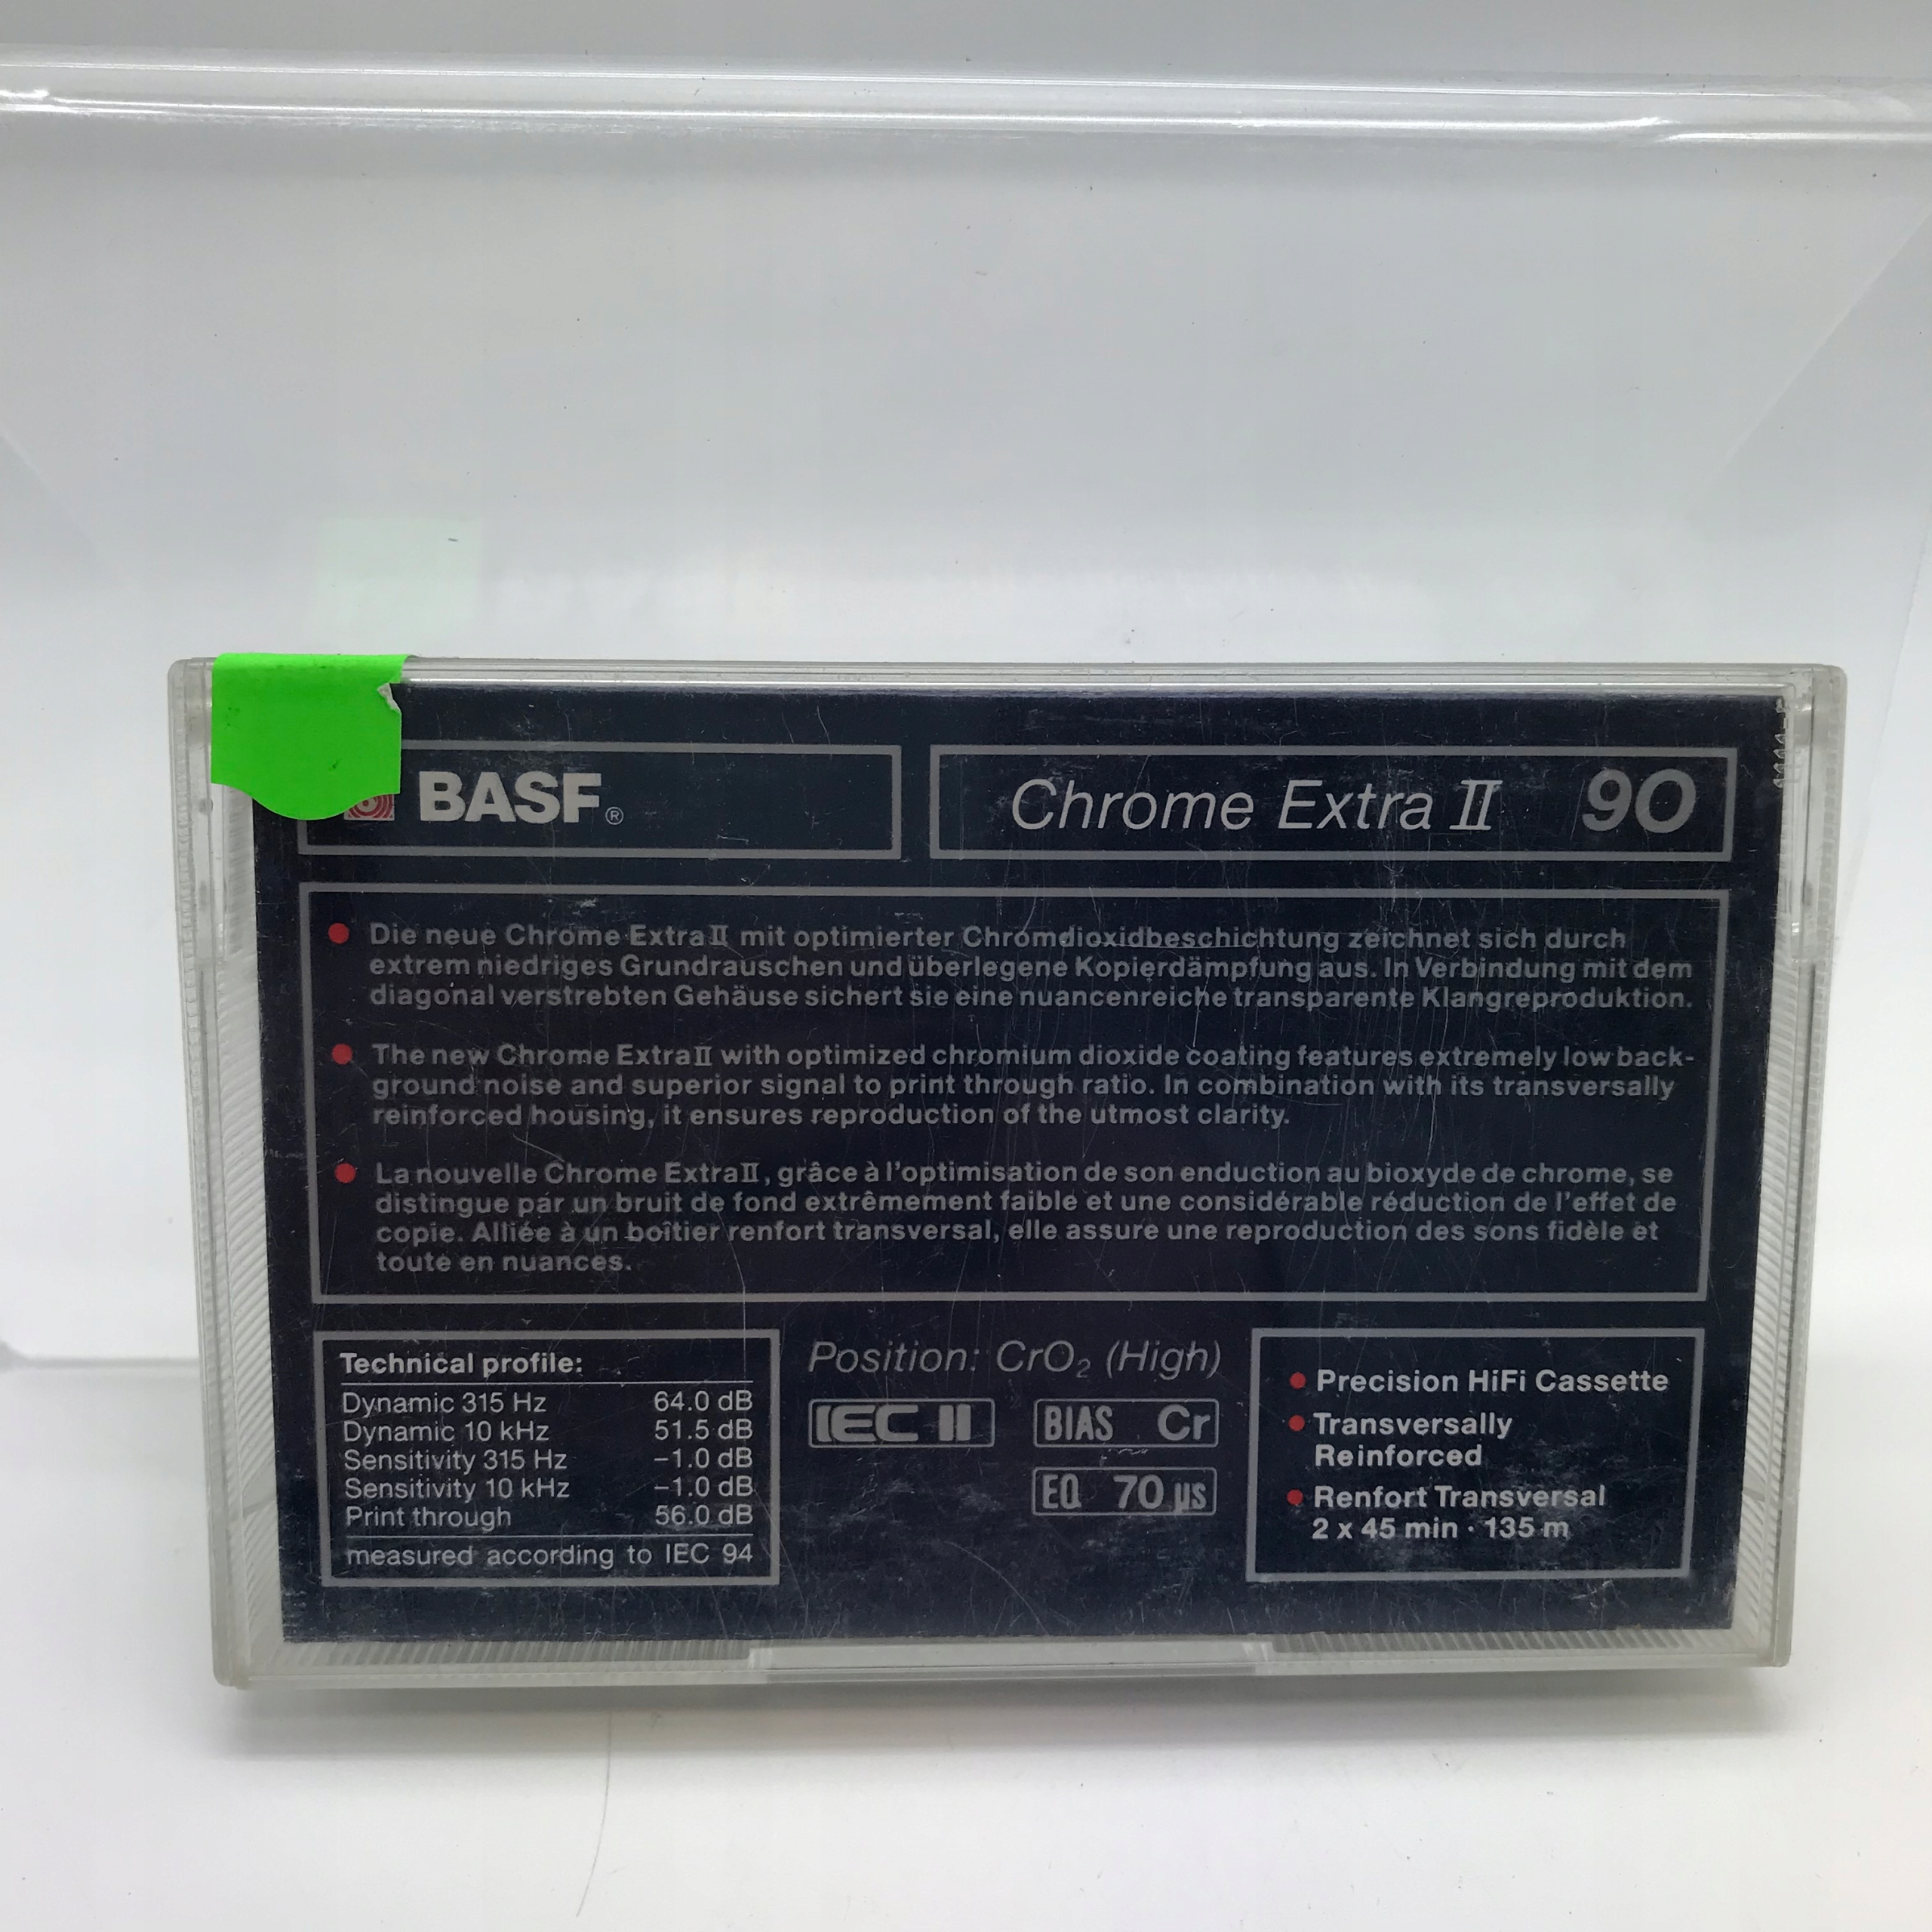 BASF®
Chrome Extra II 90
Die neue Chrome Extra II mit optimierter Chromdioxidbeschichtung zeichnet sich durch
extrem niedriges Grundrauschen und überlegene Kopierdämpfung aus. In Verbindung mit dem
diagonal verstrebten Gehäuse sichert sie eine nuancenreiche transparente Klangreproduktion.
The new Chrome Extra II with optimized chromium dioxide coating features extremely low back-
ground noise and superior signal to print through ratio. In combination with its transversally
reinforced housing, it ensures reproduction of the utmost clarity.
La nouvelle Chrome Extra II, grâce à l'optimisation de son enduction au bioxyde de chrome, se
distingue par un bruit de fond extrêmement faible et une considérable réduction de l'effet de
copie. Alliée à un boîtier renfort transversal, elle assure une reproduction des sons fidèle et
toute en nuances.
Technical profile:
Dynamic 315 Hz 64.0 dB
Dynamic 10 kHz 51.5 dB
Sensitivity 315 Hz –1.0 dB
Sensitivity 10 kHz –1.0 dB
Print through 56.0 dB
measured according to IEC 94
Position: CrO₂ (High)
IEC II
BIAS Cr
EQ 70 µs
Precision HiFi Cassette
Transversally
Reinforced
Renfort Transversal
2 x 45 min · 135 m